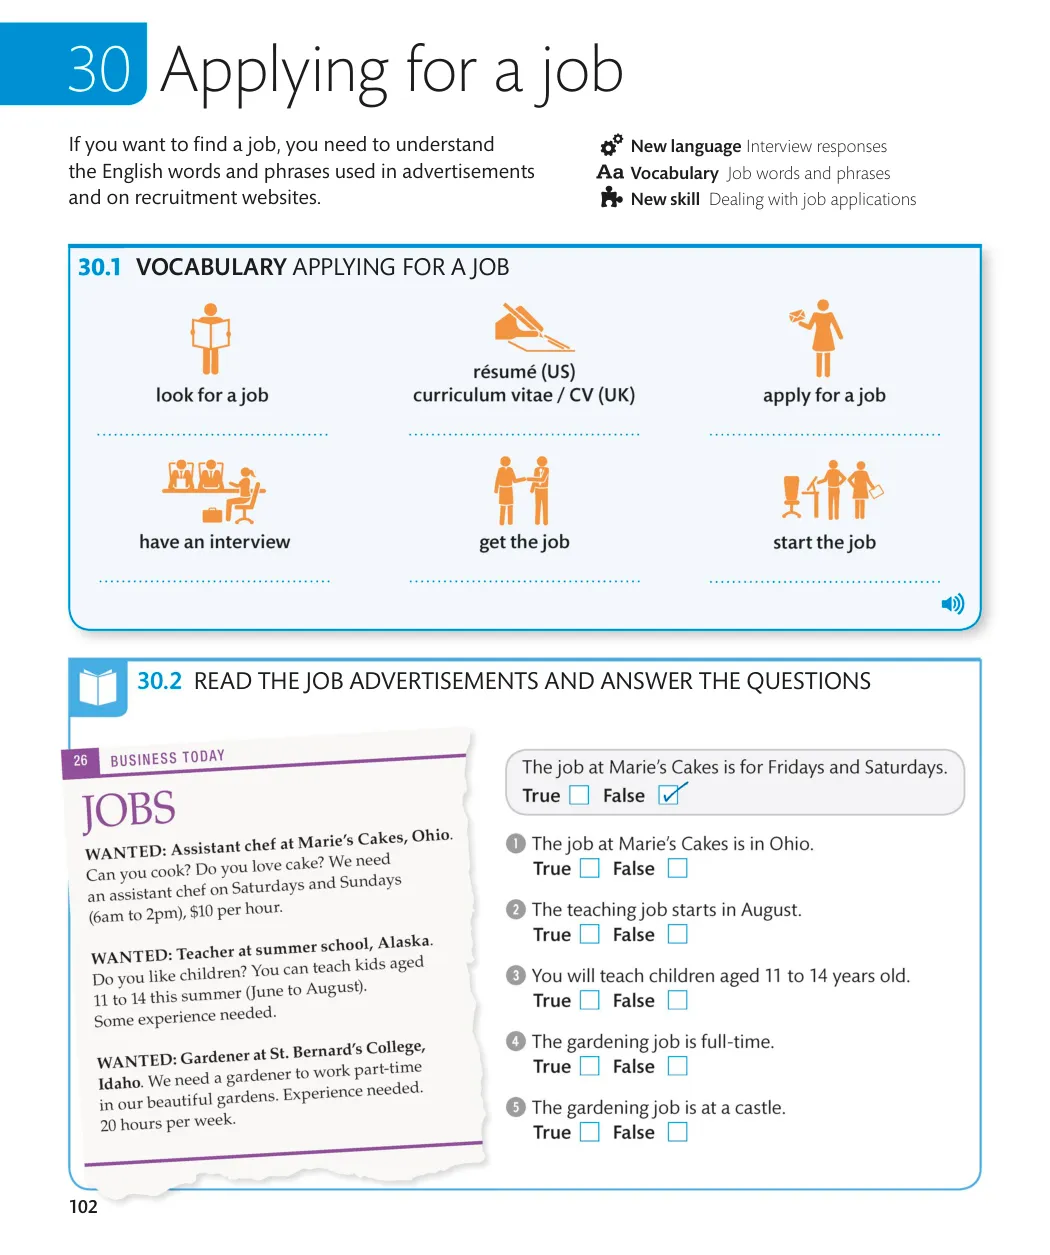 30 Applying for a job
If you want to find a job, you need to understand
the English words and phrases used in advertisements
and on recruitment websites.
New language Interview responses
Aa Vocabulary Job words and phrases
New skill Dealing with job applications
30.1 VOCABULARY APPLYING FOR A JOB
look for a job
résumé (US)
curriculum vitae / CV (UK)
apply for a job
have an interview
get the job
start the job
30.2 READ THE JOB ADVERTISEMENTS AND ANSWER THE QUESTIONS
26 BUSINESS TODAY
JOBS
WANTED: Assistant chef at Marie's Cakes, Ohio.
Can you cook? Do you love cake? We need
an assistant chef on Saturdays and Sundays
(6am to 2pm), $10 per hour.
WANTED: Teacher at summer school, Alaska.
Do you like children? You can teach kids aged
11 to 14 this summer (June to August).
Some experience needed.
WANTED: Gardener at St. Bernard's College,
Idaho. We need a gardener to work part-time
in our beautiful gardens. Experience needed.
20 hours per week.
The job at Marie's Cakes is for Fridays and Saturdays.
True False
1 The job at Marie's Cakes is in Ohio.
True False
2 The teaching job starts in August.
True False
3 You will teach children aged 11 to 14 years old.
True False
4 The gardening job is full-time.
True False
5 The gardening job is at a castle.
True False
102